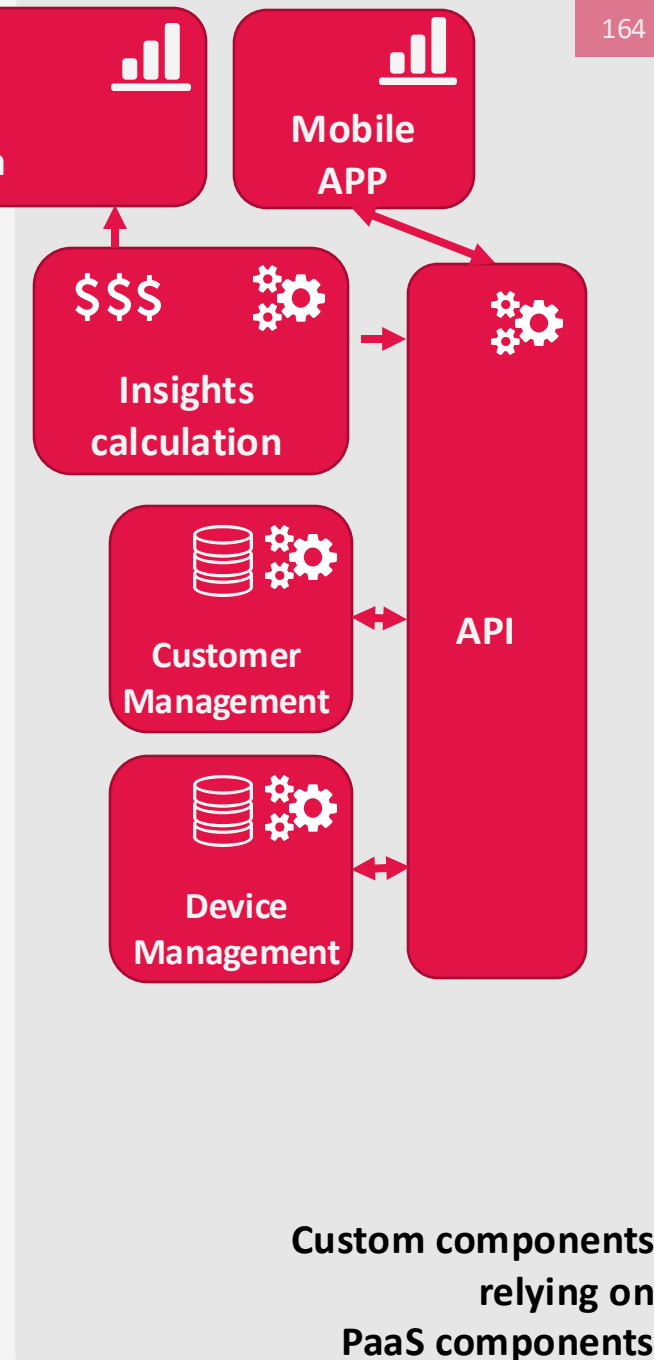 164
Mobile
APP
$$$
Insights
calculation
Customer
Management
API
Device
Management
Custom components
relying on
PaaS components